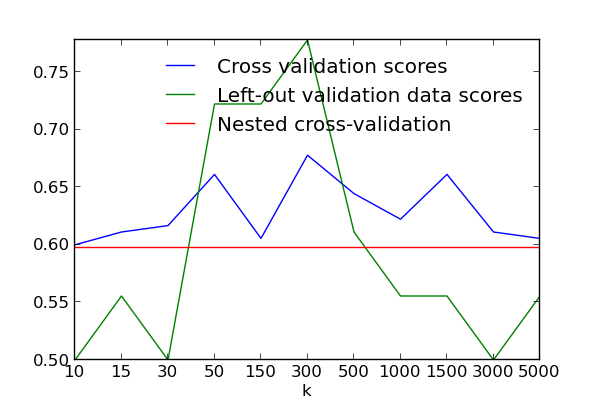 Cross validation scores
Left-out validation data scores
Nested cross-validation
0.75
0.70
0.65
0.60
0.55
0.50
10 15 30 50 150 300 500 1000 1500 3000 5000
k